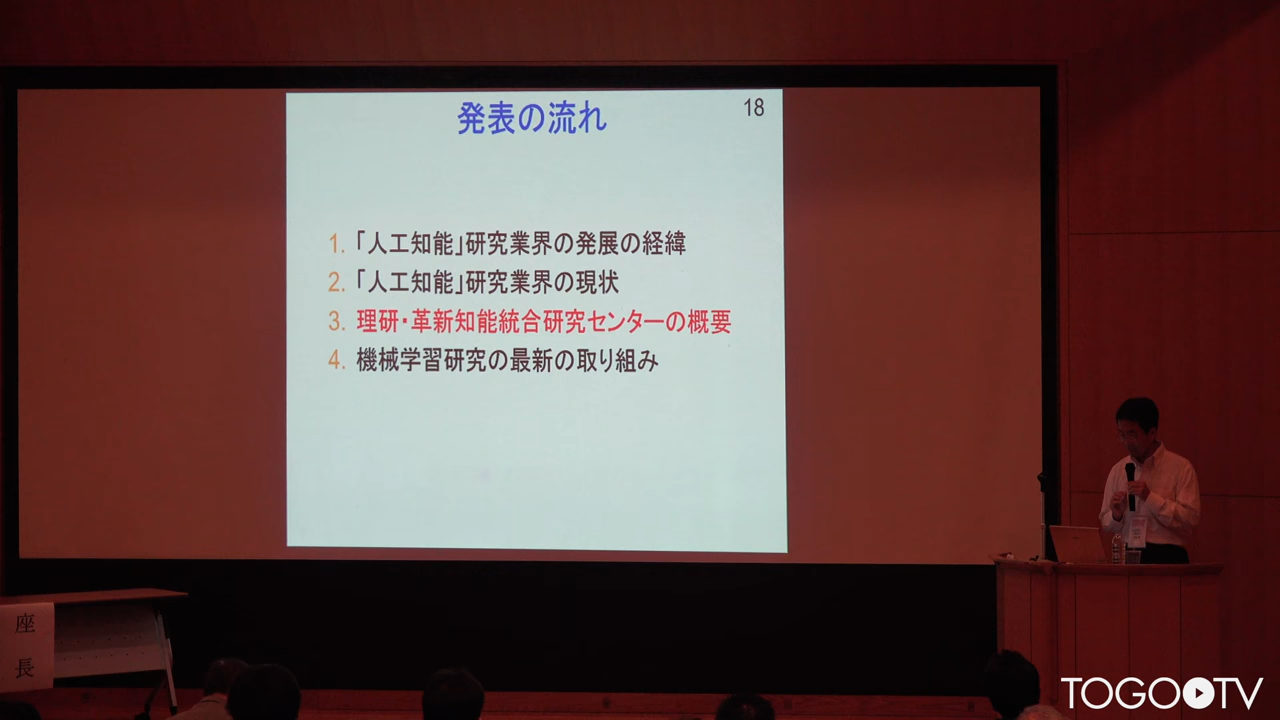 発表の流れ
18
1. 「人工知能」研究業界の発展の経緯
2. 「人工知能」研究業界の現状
3. 理研・革新知能統合研究センターの概要
4. 機械学習研究の最新の取り組み
座長
TOGOTV